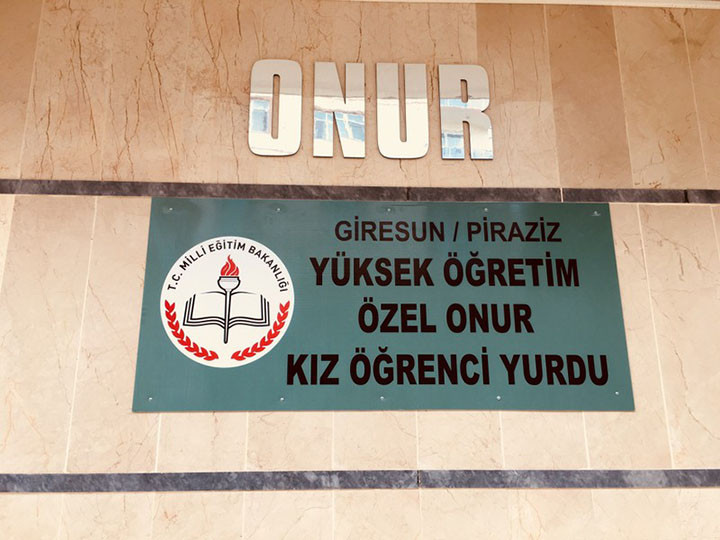 ONUR
GİRESUN / PİRAZİZ
YÜKSEK ÖĞRETİM
ÖZEL ONUR
KIZ ÖĞRENCİ YURDU
T.C. MİLLİ EĞİTİM BAKANLIĞI